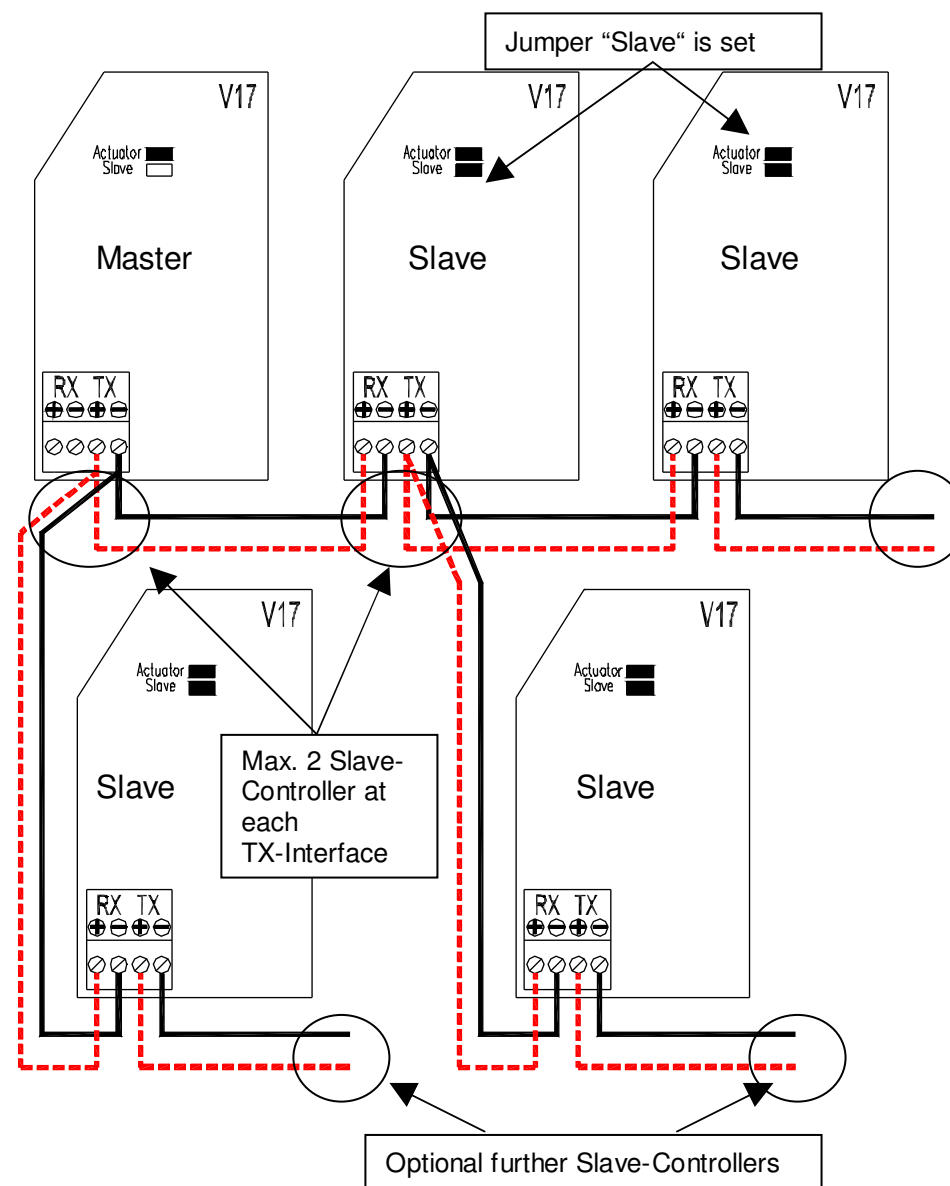 Jumper “Slave“ is set
V17
V17
V17
Actuator
Slave
Actuator
Slave
Actuator
Slave
Master
Slave
Slave
RX TX
RX TX
RX TX
V17
V17
Actuator
Slave
Actuator
Slave
Slave
Slave
Max. 2 Slave-
Controller at
each
TX-Interface
RX TX
RX TX
Optional further Slave-Controllers